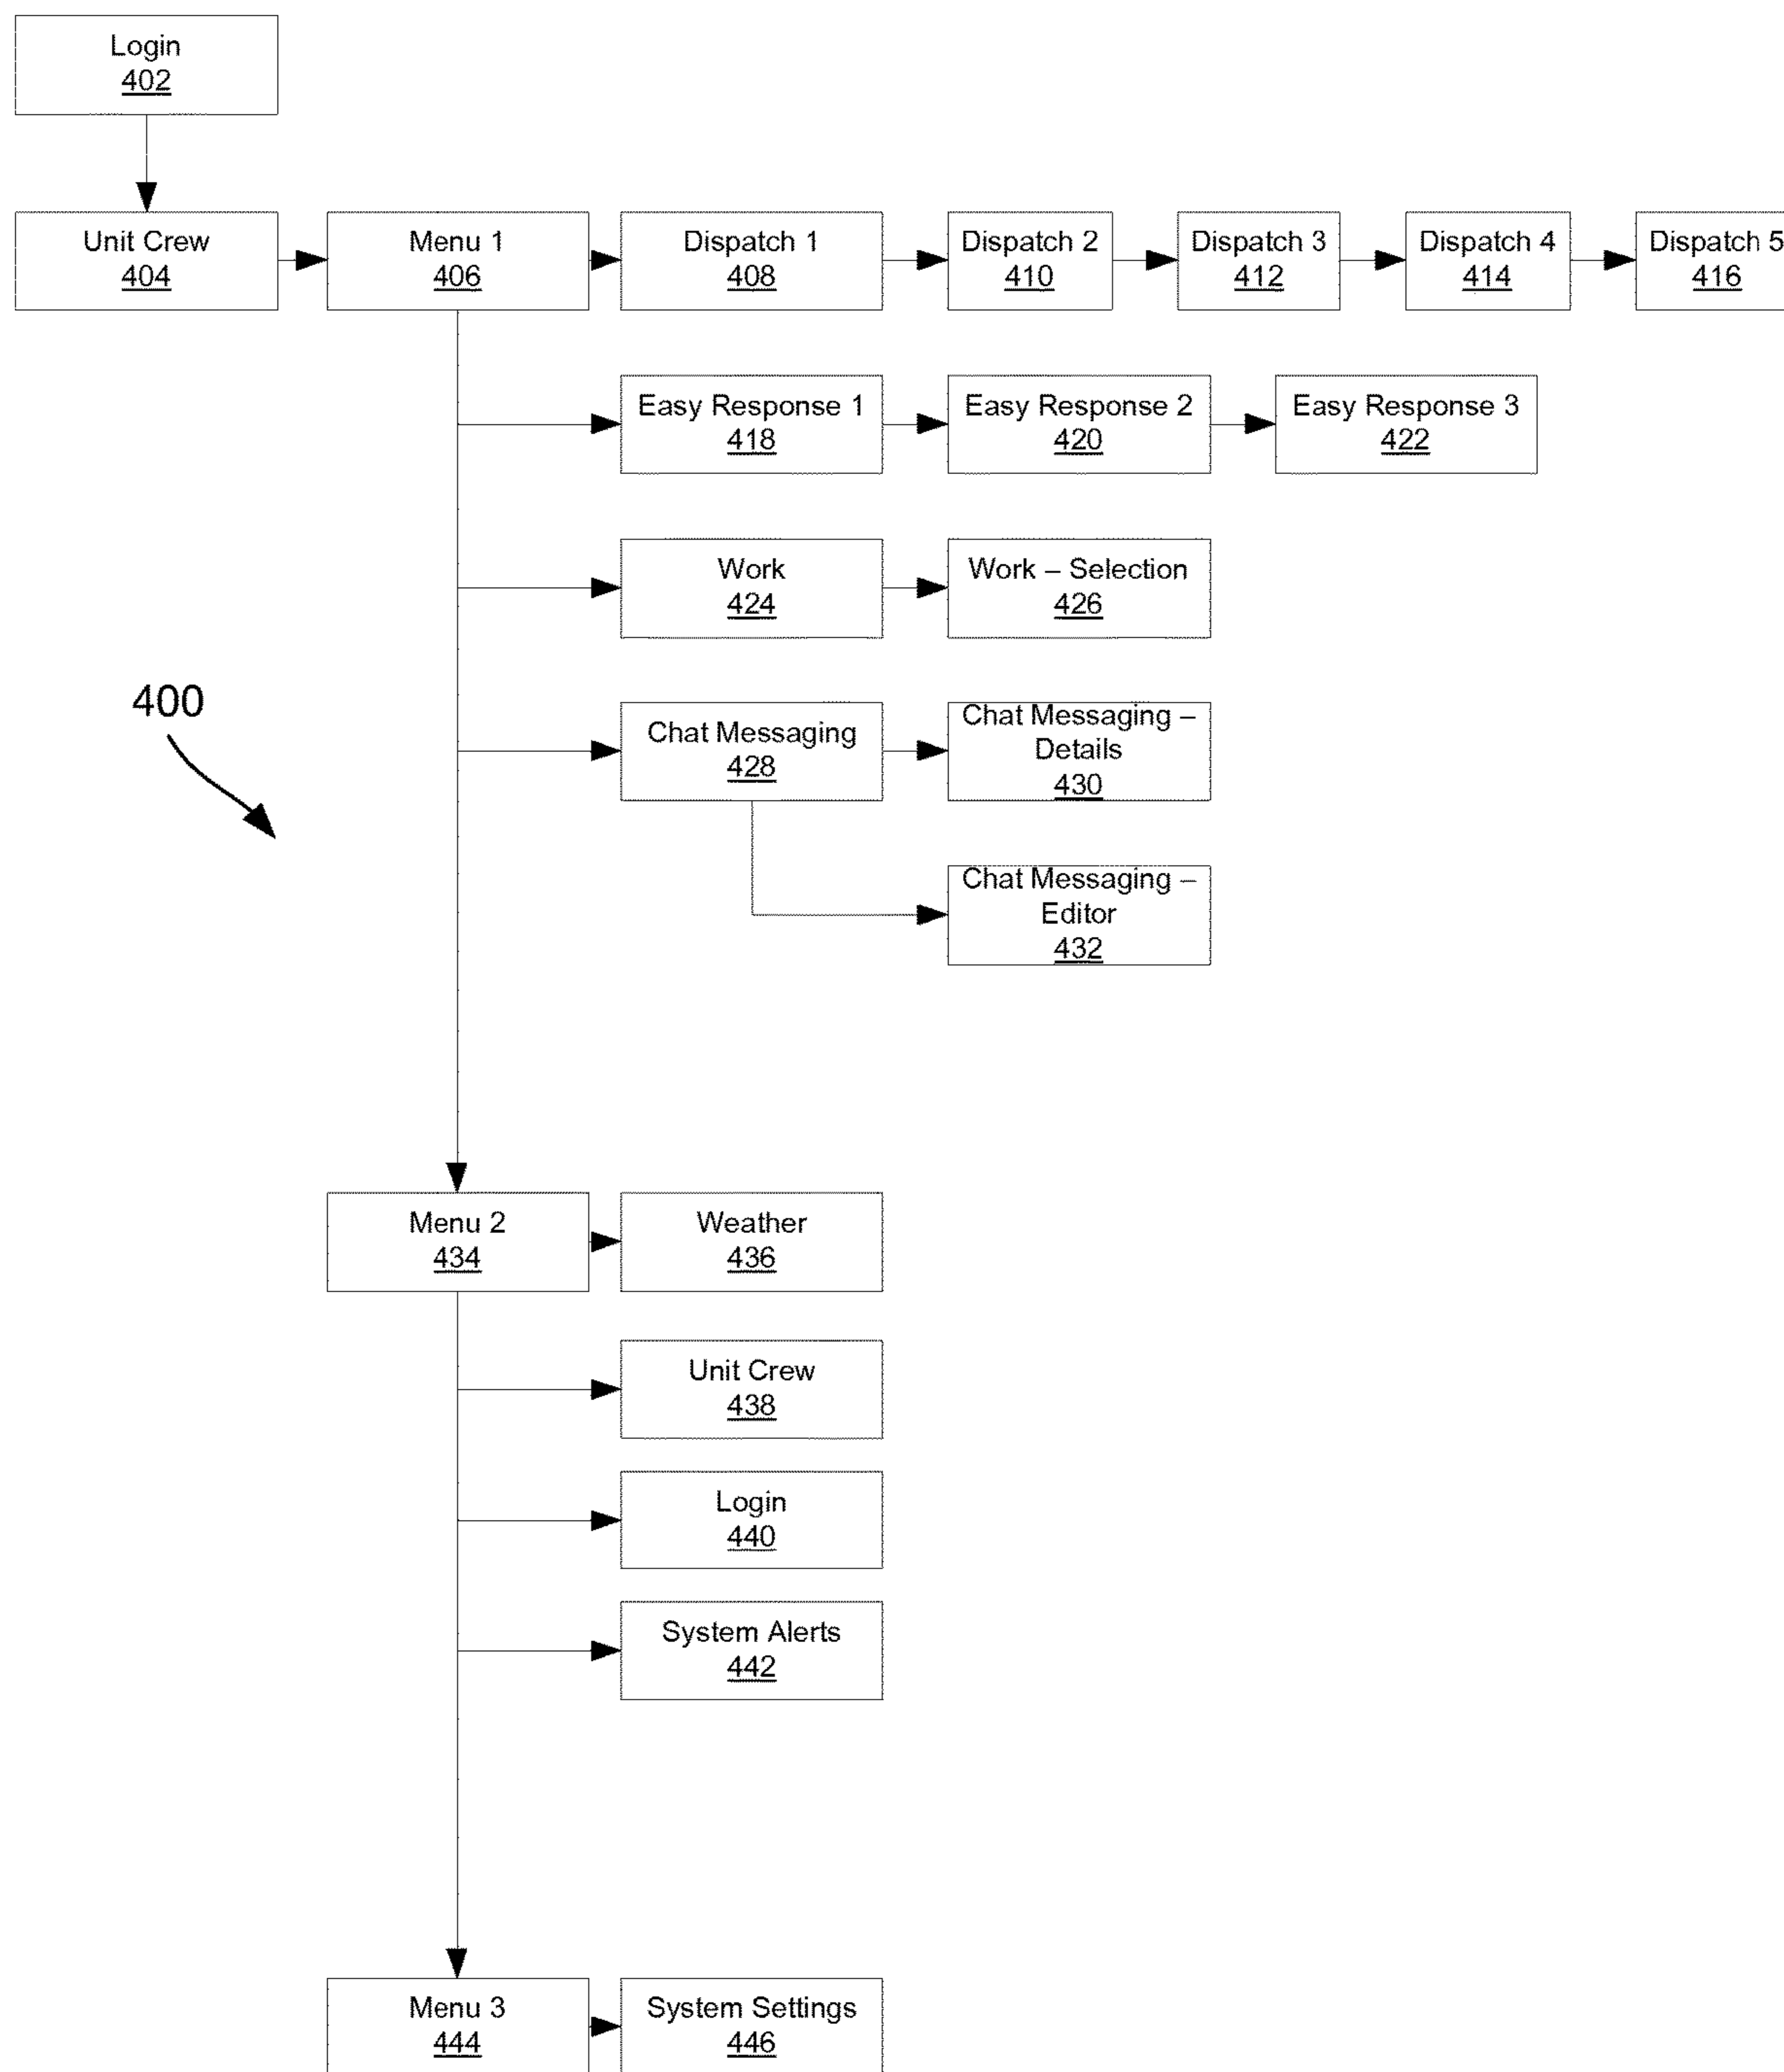 Login
402
Unit Crew
404
Menu 1
406
Dispatch 1
408
Dispatch 2
410
Dispatch 3
412
Dispatch 4
414
Dispatch 5
416
Easy Response 1
418
Easy Response 2
420
Easy Response 3
422
Work
424
Work – Selection
426
400
Chat Messaging
428
Chat Messaging –
Details
430
Chat Messaging –
Editor
432
Menu 2
434
Weather
436
Unit Crew
438
Login
440
System Alerts
442
Menu 3
444
System Settings
446